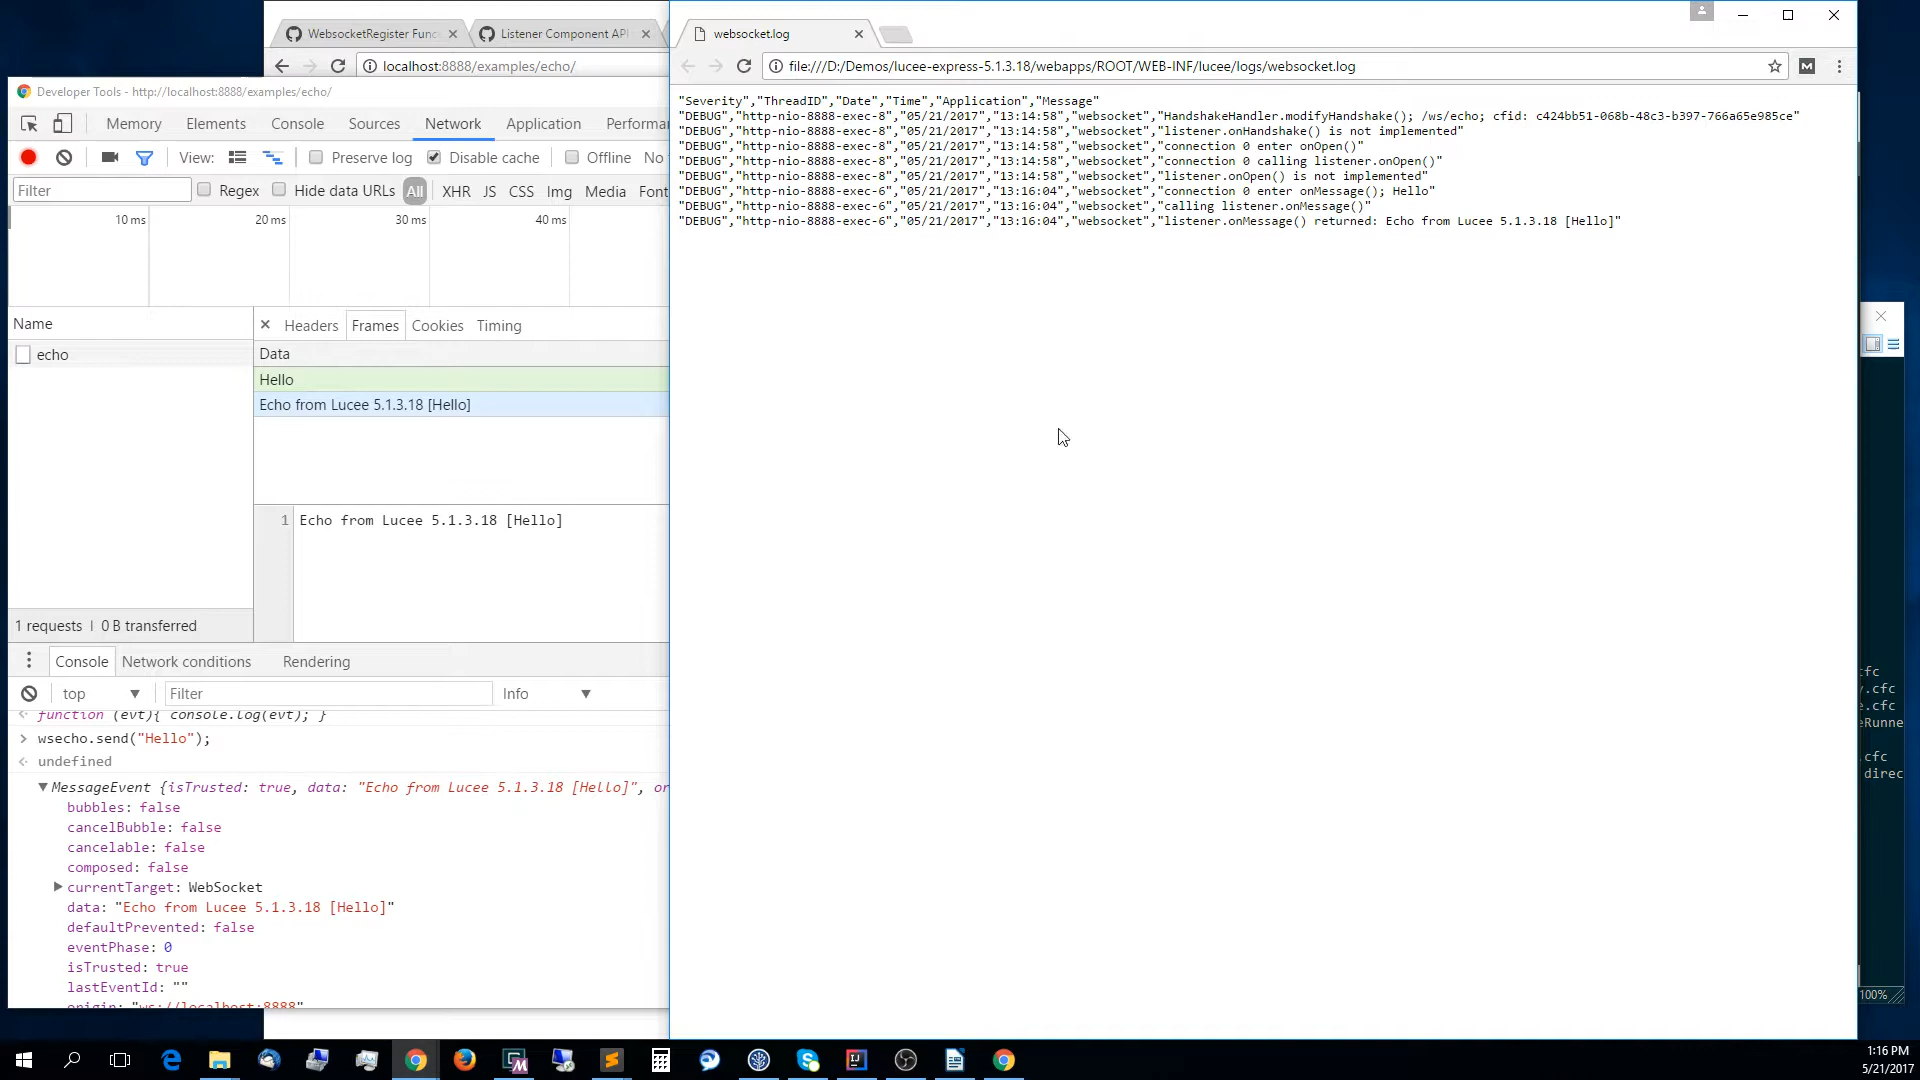 WebsocketRegister Func
Listener Component API
localhost:8888/examples/echo/
Developer Tools - http://localhost:8888/examples/echo/
Memory Elements Console Sources Network Application Performa
View: Preserve log Disable cache Offline No
Filter Regex Hide data URLs All XHR JS CSS Img Media Font
10 ms 20 ms 30 ms 40 ms
Name
echo
Headers Frames Cookies Timing
Data
Hello
Echo from Lucee 5.1.3.18 [Hello]
1 Echo from Lucee 5.1.3.18 [Hello]
1 requests | 0 B transferred
Console Network conditions Rendering
top Filter Info
function (evt){ console.log(evt); }
wsecho.send("Hello");
undefined
MessageEvent {isTrusted: true, data: "Echo from Lucee 5.1.3.18 [Hello]", or
bubbles: false
cancelBubble: false
cancelable: false
composed: false
currentTarget: WebSocket
data: "Echo from Lucee 5.1.3.18 [Hello]"
defaultPrevented: false
eventPhase: 0
isTrusted: true
lastEventId: ""
origin: "ws://localhost:8888"
websocket.log
file:///D:/Demos/lucee-express-5.1.3.18/webapps/ROOT/WEB-INF/lucee/logs/websocket.log
"Severity","ThreadID","Date","Time","Application","Message"
"DEBUG","http-nio-8888-exec-8","05/21/2017","13:14:58","websocket","HandshakeHandler.modifyHandshake(); /ws/echo; cfid: c424bb51-068b-48c3-b397-766a65e985ce"
"DEBUG","http-nio-8888-exec-8","05/21/2017","13:14:58","websocket","listener.onHandshake() is not implemented"
"DEBUG","http-nio-8888-exec-8","05/21/2017","13:14:58","websocket","connection 0 enter onOpen()"
"DEBUG","http-nio-8888-exec-8","05/21/2017","13:14:58","websocket","connection 0 calling listener.onOpen()"
"DEBUG","http-nio-8888-exec-8","05/21/2017","13:14:58","websocket","listener.onOpen() is not implemented"
"DEBUG","http-nio-8888-exec-6","05/21/2017","13:16:04","websocket","connection 0 enter onMessage(); Hello"
"DEBUG","http-nio-8888-exec-6","05/21/2017","13:16:04","websocket","calling listener.onMessage()"
"DEBUG","http-nio-8888-exec-6","05/21/2017","13:16:04","websocket","listener.onMessage() returned: Echo from Lucee 5.1.3.18 [Hello]"
cfc
.cfc
e.cfc
eRunne
.cfc
direc
100%
1:16 PM
5/21/2017